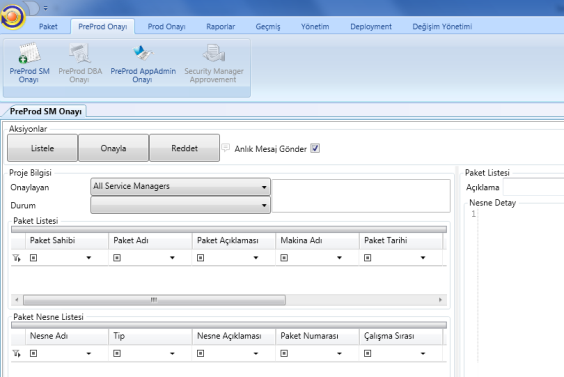 Paket PreProd Onayı Prod Onayı Raporlar Geçmiş Yönetim Deployment Değişim Yönetimi
PreProd SM Onayı
PreProd DBA Onayı
PreProd AppAdmin Onayı
Security Manager Approvement
PreProd SM Onayı
Aksiyonlar
Listele Onayla Reddet Anlık Mesaj Gönder
Proje Bilgisi
Onaylayan All Service Managers
Durum
Paket Listesi
Paket Sahibi Paket Adı Paket Açıklaması Makina Adı Paket Tarihi
Paket Nesne Listesi
Nesne Adı Tip Nesne Açıklaması Paket Numarası Çalışma Sırası
Paket Listesi
Açıklama
Nesne Detay
1